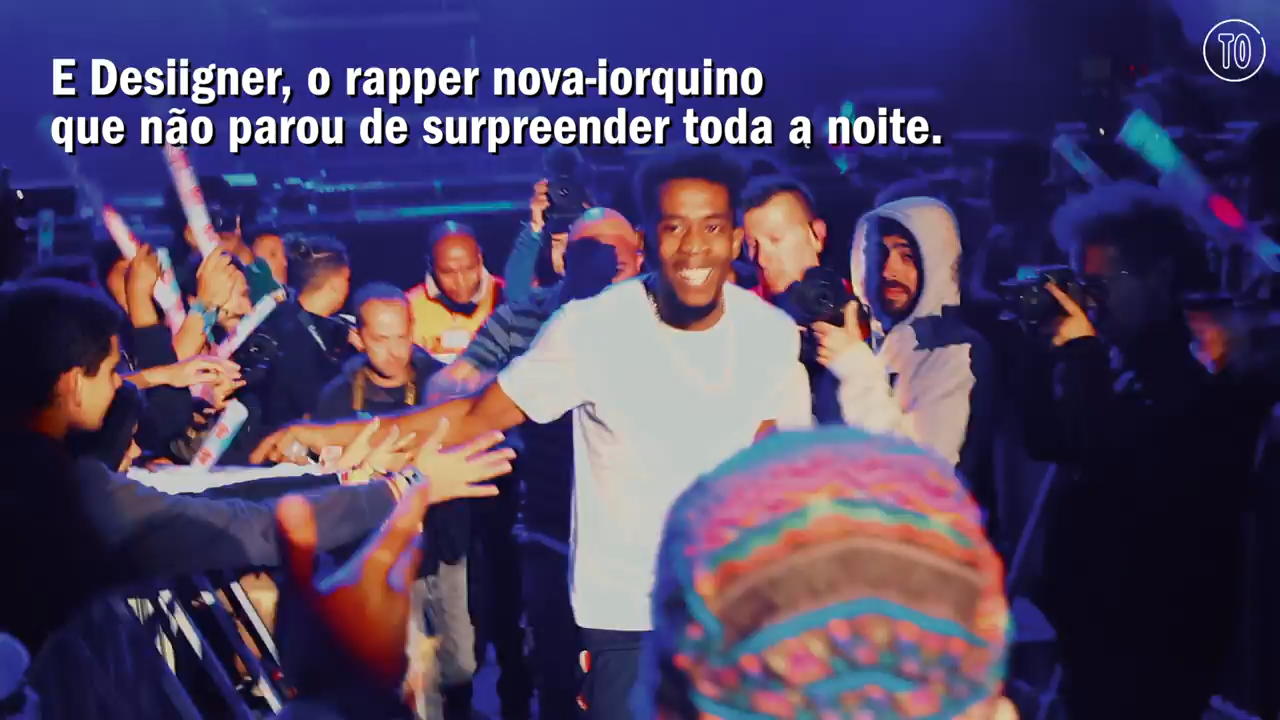 E Desiigner, o rapper nova-iorquino
que não parou de surpreender toda a noite.
TO